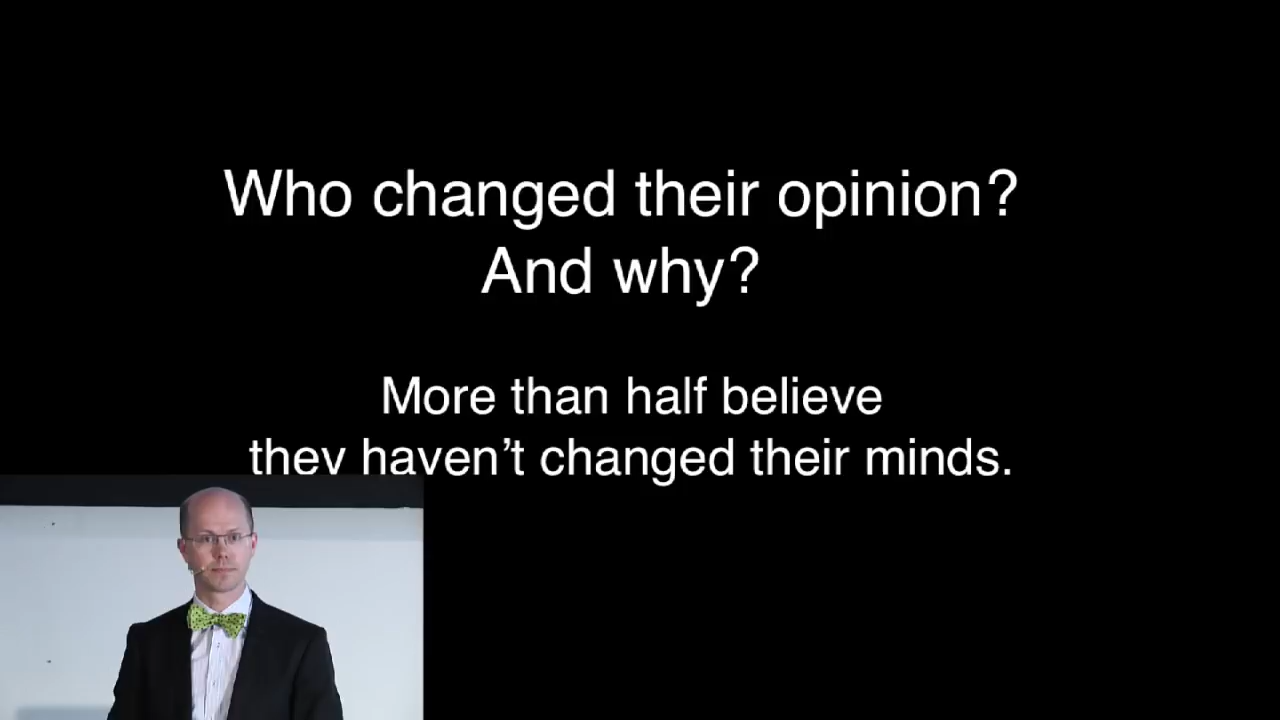 Who changed their opinion?
And why?
More than half believe
they haven't changed their minds.